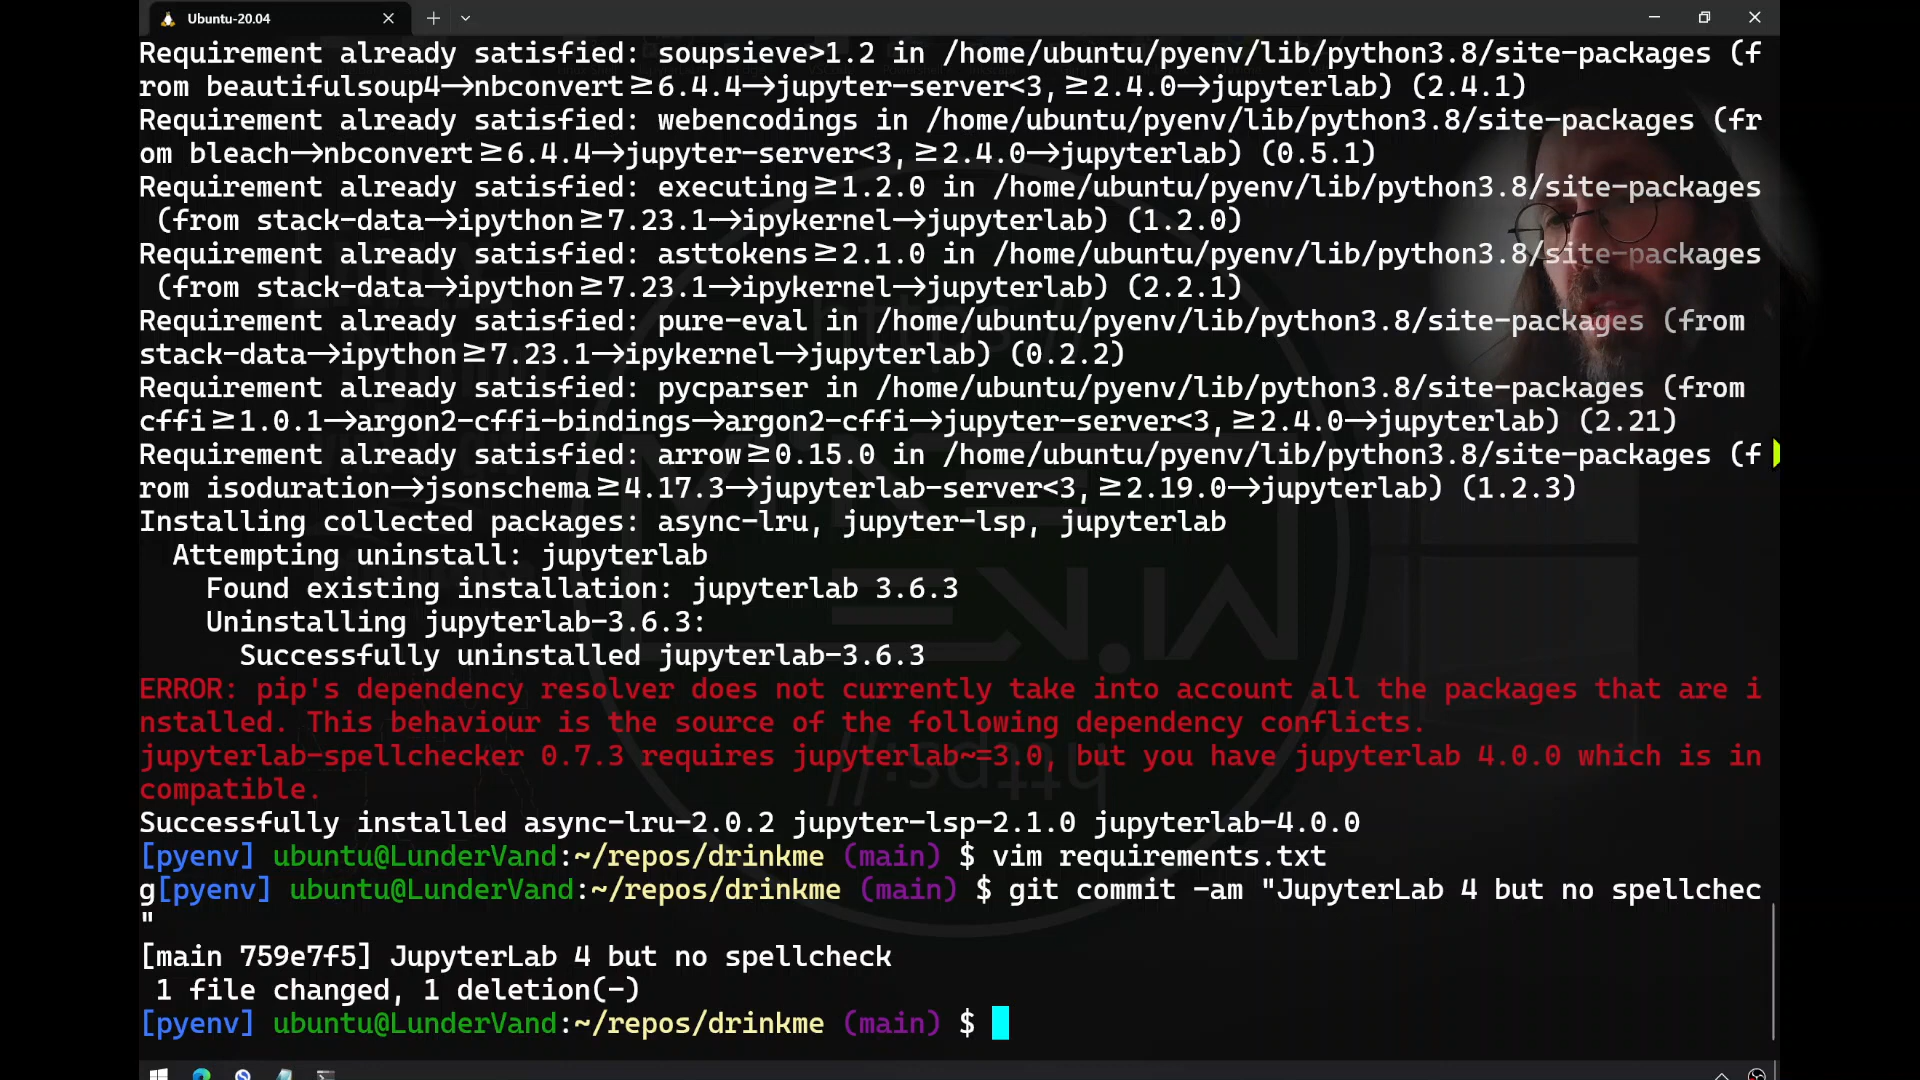 Ubuntu-20.04
Requirement already satisfied: soupsieve>1.2 in /home/ubuntu/pyenv/lib/python3.8/site-packages (f
rom beautifulsoup4->nbconvert>=6.4.4->jupyter-server<3,>=2.4.0->jupyterlab) (2.4.1)
Requirement already satisfied: webencodings in /home/ubuntu/pyenv/lib/python3.8/site-packages (fr
om bleach->nbconvert>=6.4.4->jupyter-server<3,>=2.4.0->jupyterlab) (0.5.1)
Requirement already satisfied: executing>=1.2.0 in /home/ubuntu/pyenv/lib/python3.8/site-packages
 (from stack-data->ipython>=7.23.1->ipykernel->jupyterlab) (1.2.0)
Requirement already satisfied: asttokens>=2.1.0 in /home/ubuntu/pyenv/lib/python3.8/site-packages
 (from stack-data->ipython>=7.23.1->ipykernel->jupyterlab) (2.2.1)
Requirement already satisfied: pure-eval in /home/ubuntu/pyenv/lib/python3.8/site-packages (from
stack-data->ipython>=7.23.1->ipykernel->jupyterlab) (0.2.2)
Requirement already satisfied: pycparser in /home/ubuntu/pyenv/lib/python3.8/site-packages (from
cffi>=1.0.1->argon2-cffi-bindings->argon2-cffi->jupyter-server<3,>=2.4.0->jupyterlab) (2.21)
Requirement already satisfied: arrow>=0.15.0 in /home/ubuntu/pyenv/lib/python3.8/site-packages (f
rom isoduration->jsonschema>=4.17.3->jupyterlab-server<3,>=2.19.0->jupyterlab) (1.2.3)
Installing collected packages: async-lru, jupyter-lsp, jupyterlab
  Attempting uninstall: jupyterlab
    Found existing installation: jupyterlab 3.6.3
    Uninstalling jupyterlab-3.6.3:
      Successfully uninstalled jupyterlab-3.6.3
ERROR: pip's dependency resolver does not currently take into account all the packages that are i
nstalled. This behaviour is the source of the following dependency conflicts.
jupyterlab-spellchecker 0.7.3 requires jupyterlab~=3.0, but you have jupyterlab 4.0.0 which is in
compatible.
Successfully installed async-lru-2.0.2 jupyter-lsp-2.1.0 jupyterlab-4.0.0
[pyenv] ubuntu@LunderVand:~/repos/drinkme (main) $ vim requirements.txt
g[pyenv] ubuntu@LunderVand:~/repos/drinkme (main) $ git commit -am "JupyterLab 4 but no spellchec
"
[main 759e7f5] JupyterLab 4 but no spellcheck
 1 file changed, 1 deletion(-)
[pyenv] ubuntu@LunderVand:~/repos/drinkme (main) $